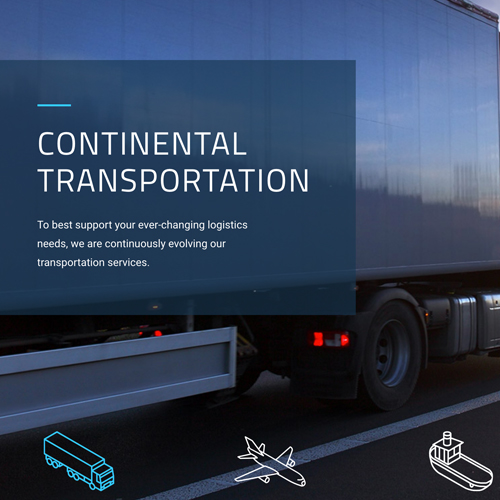 CONTINENTAL
TRANSPORTATION
To best support your ever-changing logistics
needs, we are continuously evolving our
transportation services.